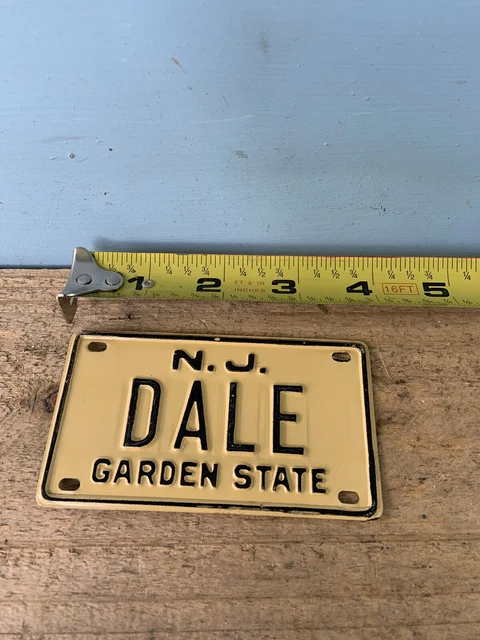 1 2 FT & IN INCHES 3 4 16FT 5
N.J.
DALE
GARDEN STATE